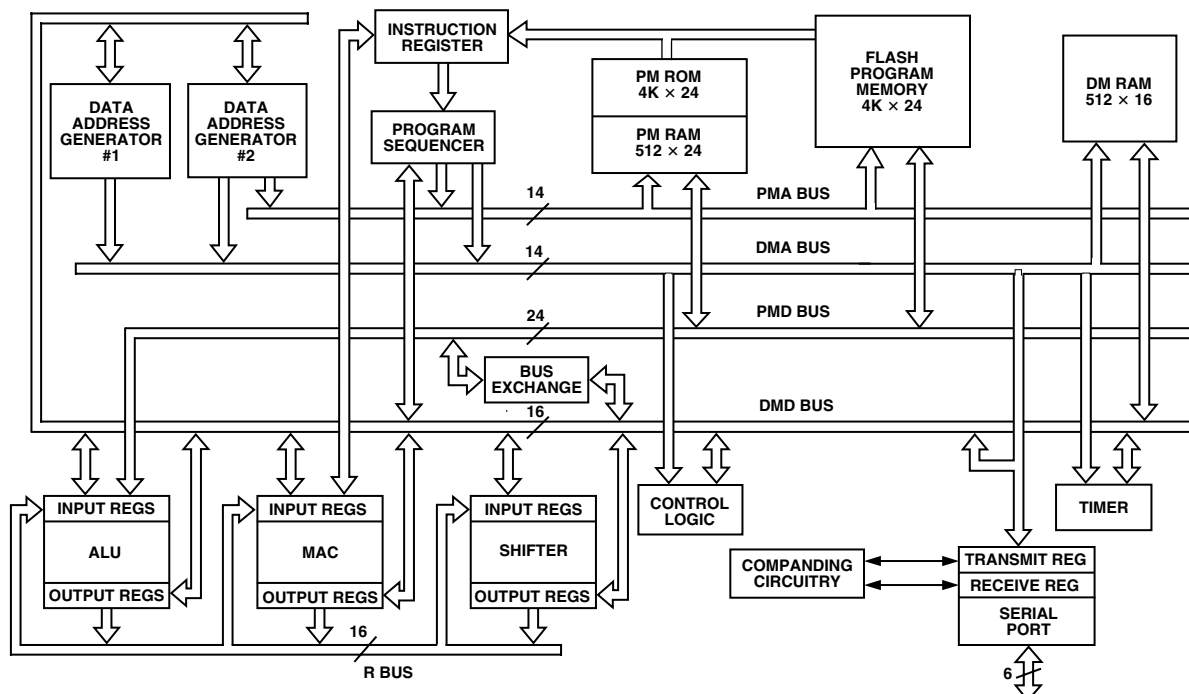 INSTRUCTION
REGISTER
PM ROM
4K × 24
PM RAM
512 × 24
FLASH
PROGRAM
MEMORY
4K × 24
DM RAM
512 × 16
DATA
ADDRESS
GENERATOR
#1
DATA
ADDRESS
GENERATOR
#2
PROGRAM
SEQUENCER
14
PMA BUS
14
DMA BUS
24
PMD BUS
BUS
EXCHANGE
16
DMD BUS
INPUT REGS
ALU
OUTPUT REGS
INPUT REGS
MAC
OUTPUT REGS
INPUT REGS
SHIFTER
OUTPUT REGS
CONTROL
LOGIC
TIMER
COMPANDING
CIRCUITRY
TRANSMIT REG
RECEIVE REG
SERIAL
PORT
16
R BUS
6